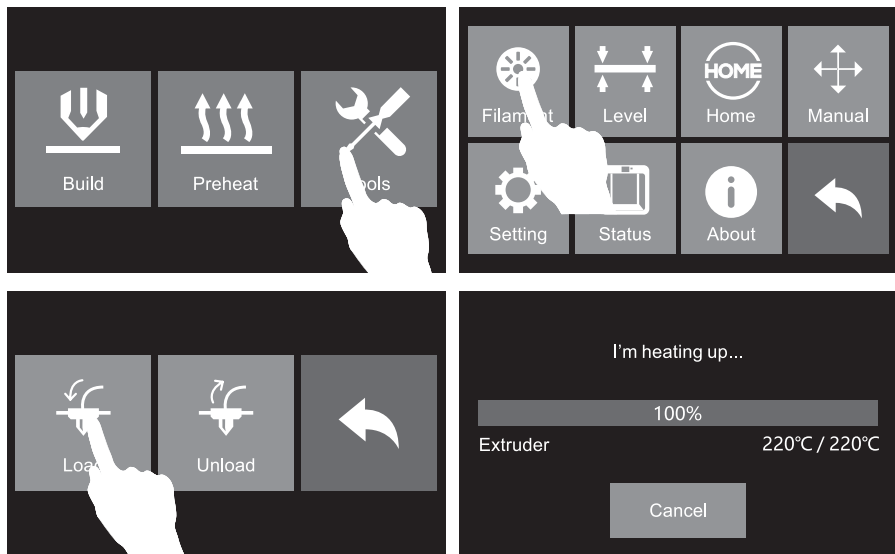 Build
Preheat
HOME
Level
Home
Manual
Setting
Status
About
Unload
I'm heating up...
100%
Extruder 220℃ / 220℃
Cancel